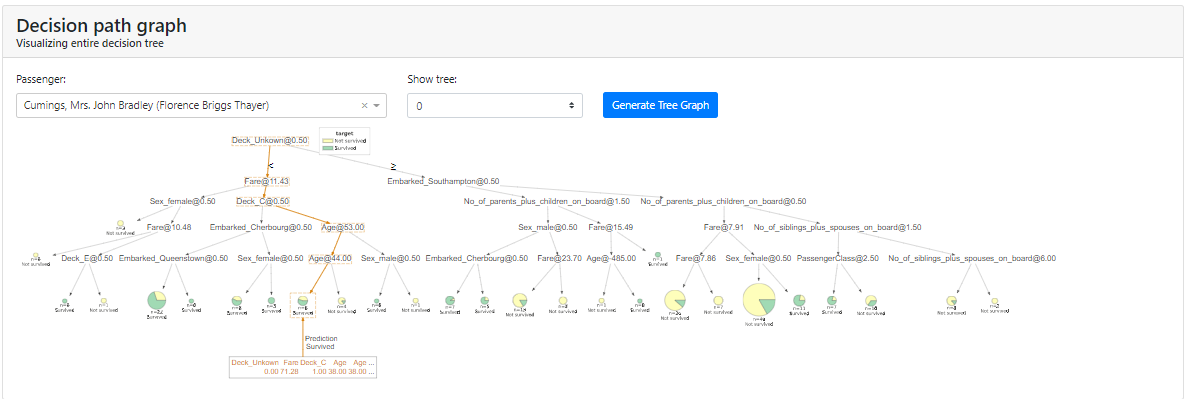 Decision path graph
Visualizing entire decision tree
Passenger:
Show tree:
Cumings, Mrs. John Bradley (Florence Briggs Thayer)
0
Generate Tree Graph
target
Not survived
Survived
Deck_Unkown@0.50
<
≥
Fare@11.43
Embarked_Southampton@0.50
Sex_female@0.50
Deck_C@0.50
No_of_parents_plus_children_on_board@1.50
No_of_parents_plus_children_on_board@0.50
Not survived
Fare@10.48
Embarked_Cherbourg@0.50
Age@53.00
Sex_male@0.50
Fare@15.49
Fare@7.91
No_of_siblings_plus_spouses_on_board@1.50
Not survived
Deck_E@0.50
Embarked_Queenstown@0.50
Sex_female@0.50
Age@44.00
Sex_male@0.50
Embarked_Cherbourg@0.50
Fare@23.70
Age@-485.00
n=1
Survived
Fare@7.86
Sex_female@0.50
PassengerClass@2.50
No_of_siblings_plus_spouses_on_board@6.00
Survived
Not survived
Survived
Survived
Survived
Survived
Survived
Not survived
Survived
Not survived
Survived
Survived
Not survived
Not survived
Not survived
Survived
Not survived
Not survived
Not survived
Survived
Survived
Not survived
Not survived
Not survived
Prediction
Survived
Deck_Unkown Fare Deck_C Age Age ...
0.00 71.28 1.00 38.00 38.00 ...